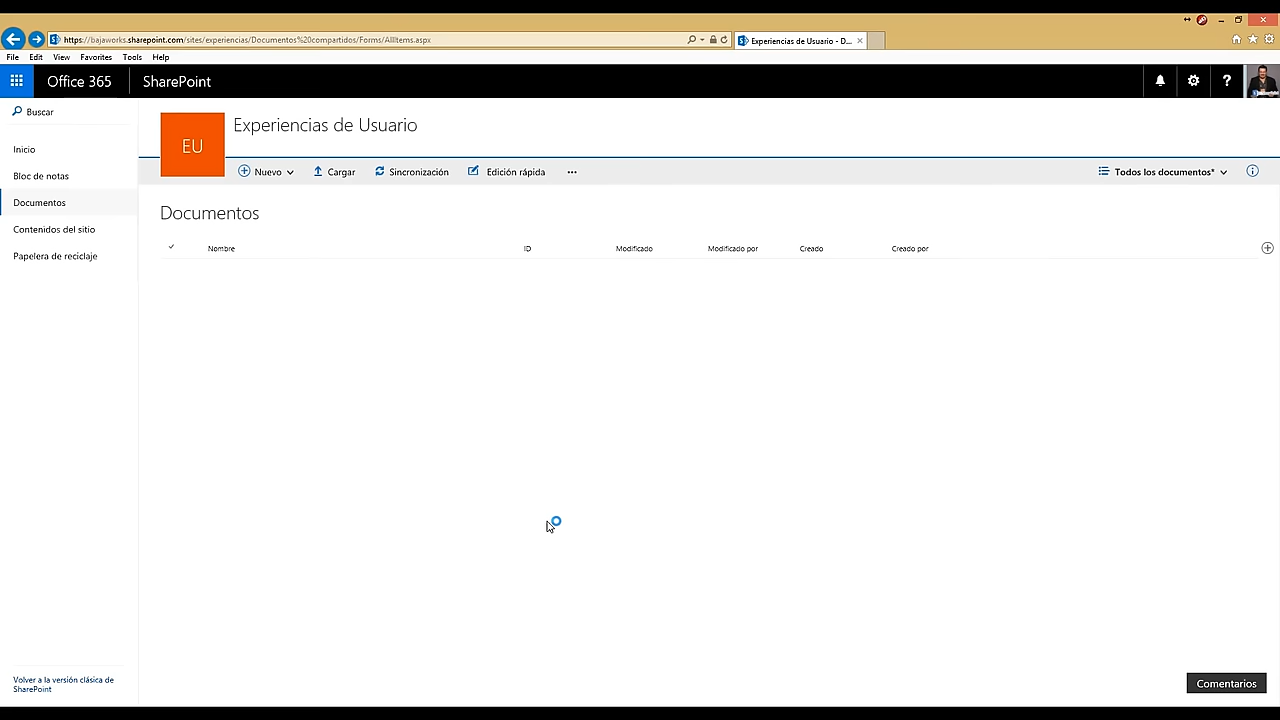 https://bajaworks.sharepoint.com/sites/experiencias/Documentos%20compartidos/Forms/AllItems.aspx
Experiencias de Usuario - D...
File Edit View Favorites Tools Help
Office 365 SharePoint
Buscar
EU
Experiencias de Usuario
Inicio
Bloc de notas
Documentos
Contenidos del sitio
Papelera de reciclaje
Nuevo Cargar Sincronización Edición rápida ... Todos los documentos*
Documentos
Nombre ID Modificado Modificado por Creado Creado por
Volver a la versión clásica de
SharePoint
Comentarios